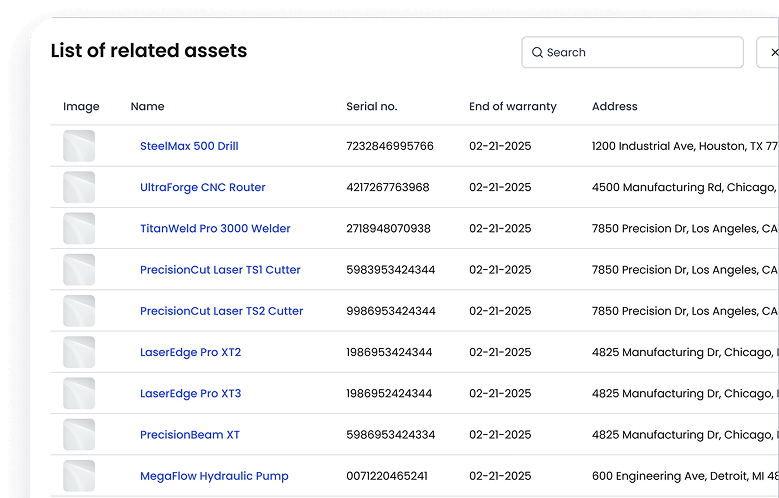 List of related assets
Search
Image Name Serial no. End of warranty Address
SteelMax 500 Drill 7232846995766 02-21-2025 1200 Industrial Ave, Houston, TX 77
UltraForge CNC Router 4217267763968 02-21-2025 4500 Manufacturing Rd, Chicago,
TitanWeld Pro 3000 Welder 2718948070938 02-21-2025 7850 Precision Dr, Los Angeles, CA
PrecisionCut Laser TS1 Cutter 5983953424344 02-21-2025 7850 Precision Dr, Los Angeles, CA
PrecisionCut Laser TS2 Cutter 9986953424344 02-21-2025 7850 Precision Dr, Los Angeles, CA
LaserEdge Pro XT2 1986953424344 02-21-2025 4825 Manufacturing Dr, Chicago,
LaserEdge Pro XT3 1986952424344 02-21-2025 4825 Manufacturing Dr, Chicago,
PrecisionBeam XT 5986953424334 02-21-2025 4825 Manufacturing Dr, Chicago,
MegaFlow Hydraulic Pump 0071220465241 02-21-2025 600 Engineering Ave, Detroit, MI 48